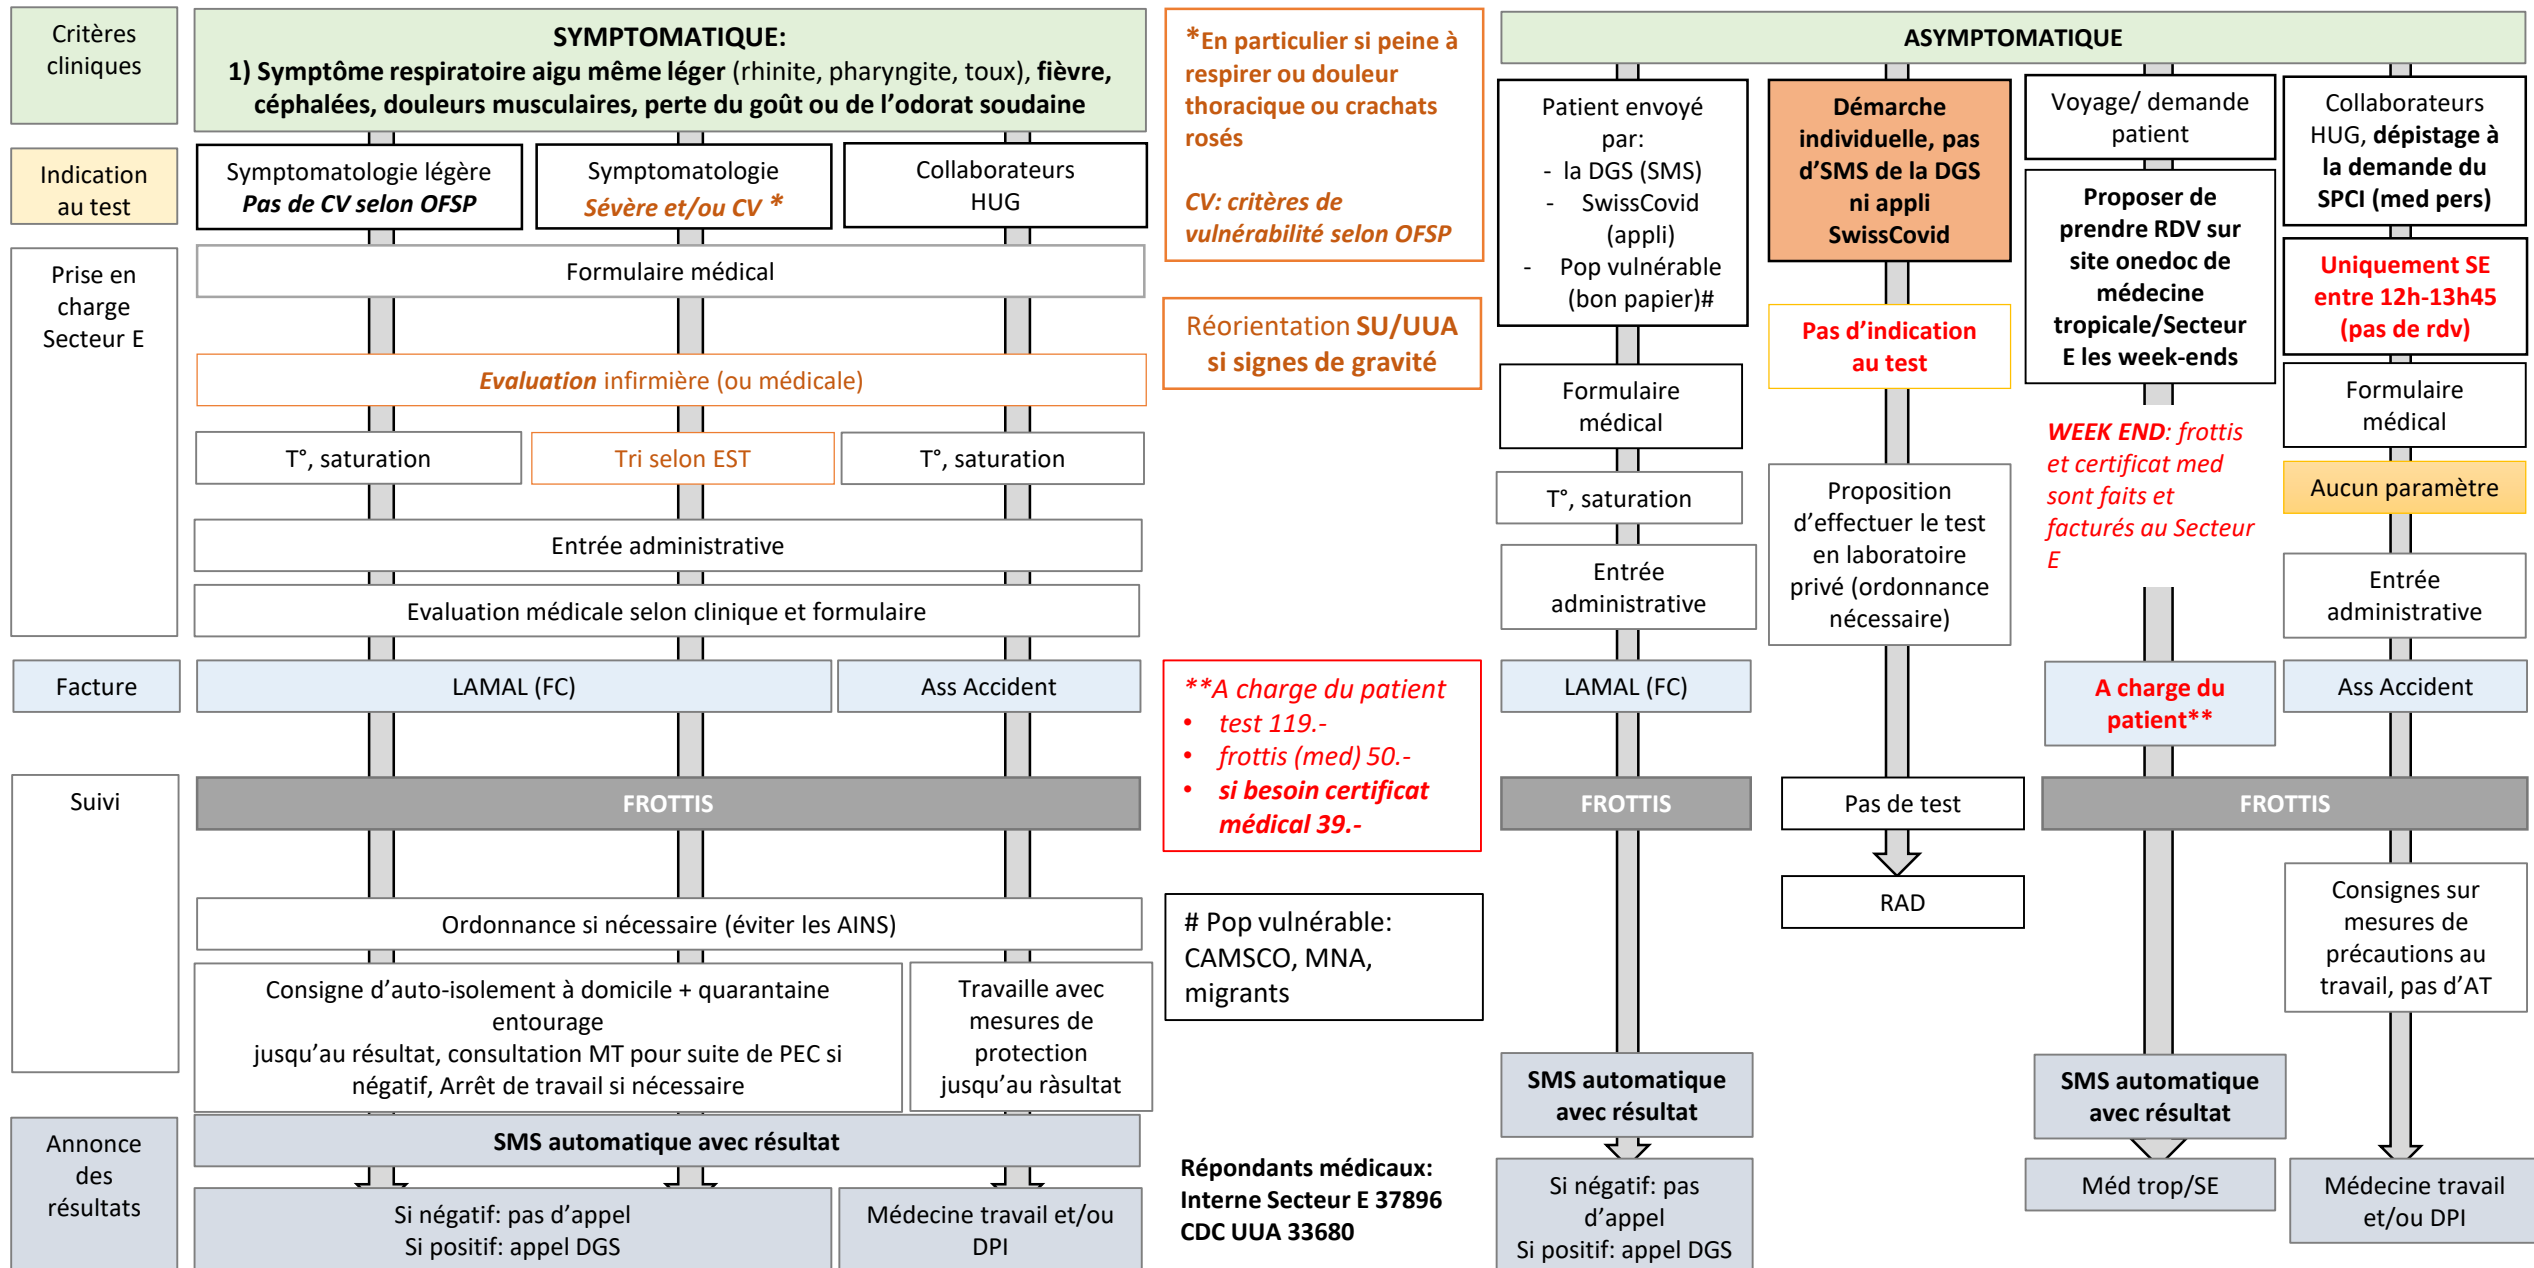 Critères
cliniques
SYMPTOMATIQUE:
1) Symptôme respiratoire aigu même léger (rhinite, pharyngite, toux), fièvre,
céphalées, douleurs musculaires, perte du goût ou de l'odorat soudaine
Indication
au test
Symptomatologie légère
Pas de CV selon OFSP
Symptomatologie
Sévère et/ou CV *
Collaborateurs
HUG
Prise en
charge
Secteur E
Formulaire médical
Evaluation infirmière (ou médicale)
T°, saturation
Tri selon EST
T°, saturation
Entrée administrative
Evaluation médicale selon clinique et formulaire
Facture
LAMAL (FC)
Ass Accident
Suivi
FROTTIS
Ordonnance si nécessaire (éviter les AINS)
Consigne d'auto-isolement à domicile + quarantaine
entourage
jusqu'au résultat, consultation MT pour suite de PEC si
négatif, Arrêt de travail si nécessaire
Travaille avec
mesures de
protection
jusqu'au ràsultat
Annonce
des
résultats
SMS automatique avec résultat
Si négatif: pas d'appel
Si positif: appel DGS
Médecine travail et/ou
DPI
*En particulier si peine à
respirer ou douleur
thoracique ou crachats
rosés
CV: critères de
vulnérabilité selon OFSP
Réorientation SU/UUA
si signes de gravité
**A charge du patient
• test 119.-
• frottis (med) 50.-
• si besoin certificat
médical 39.-
# Pop vulnérable:
CAMSCO, MNA,
migrants
Répondants médicaux:
Interne Secteur E 37896
CDC UUA 33680
ASYMPTOMATIQUE
Patient envoyé
par:
- la DGS (SMS)
- SwissCovid
(appli)
- Pop vulnérable
(bon papier)#
Formulaire
médical
T°, saturation
Entrée
administrative
LAMAL (FC)
FROTTIS
SMS automatique
avec résultat
Si négatif: pas
d'appel
Si positif: appel DGS
Démarche
individuelle, pas
d'SMS de la DGS
ni appli
SwissCovid
Pas d'indication
au test
Proposition
d'effectuer le test
en laboratoire
privé (ordonnance
nécessaire)
Pas de test
RAD
Voyage/ demande
patient
Proposer de
prendre RDV sur
site onedoc de
médecine
tropicale/Secteur
E les week-ends
WEEK END: frottis
et certificat med
sont faits et
facturés au Secteur
E
A charge du
patient**
FROTTIS
SMS automatique
avec résultat
Méd trop/SE
Collaborateurs
HUG, dépistage à
la demande du
SPCI (med pers)
Uniquement SE
entre 12h-13h45
(pas de rdv)
Formulaire
médical
Aucun paramètre
Entrée
administrative
Ass Accident
Consignes sur
mesures de
précautions au
travail, pas d'AT
Médecine travail
et/ou DPI